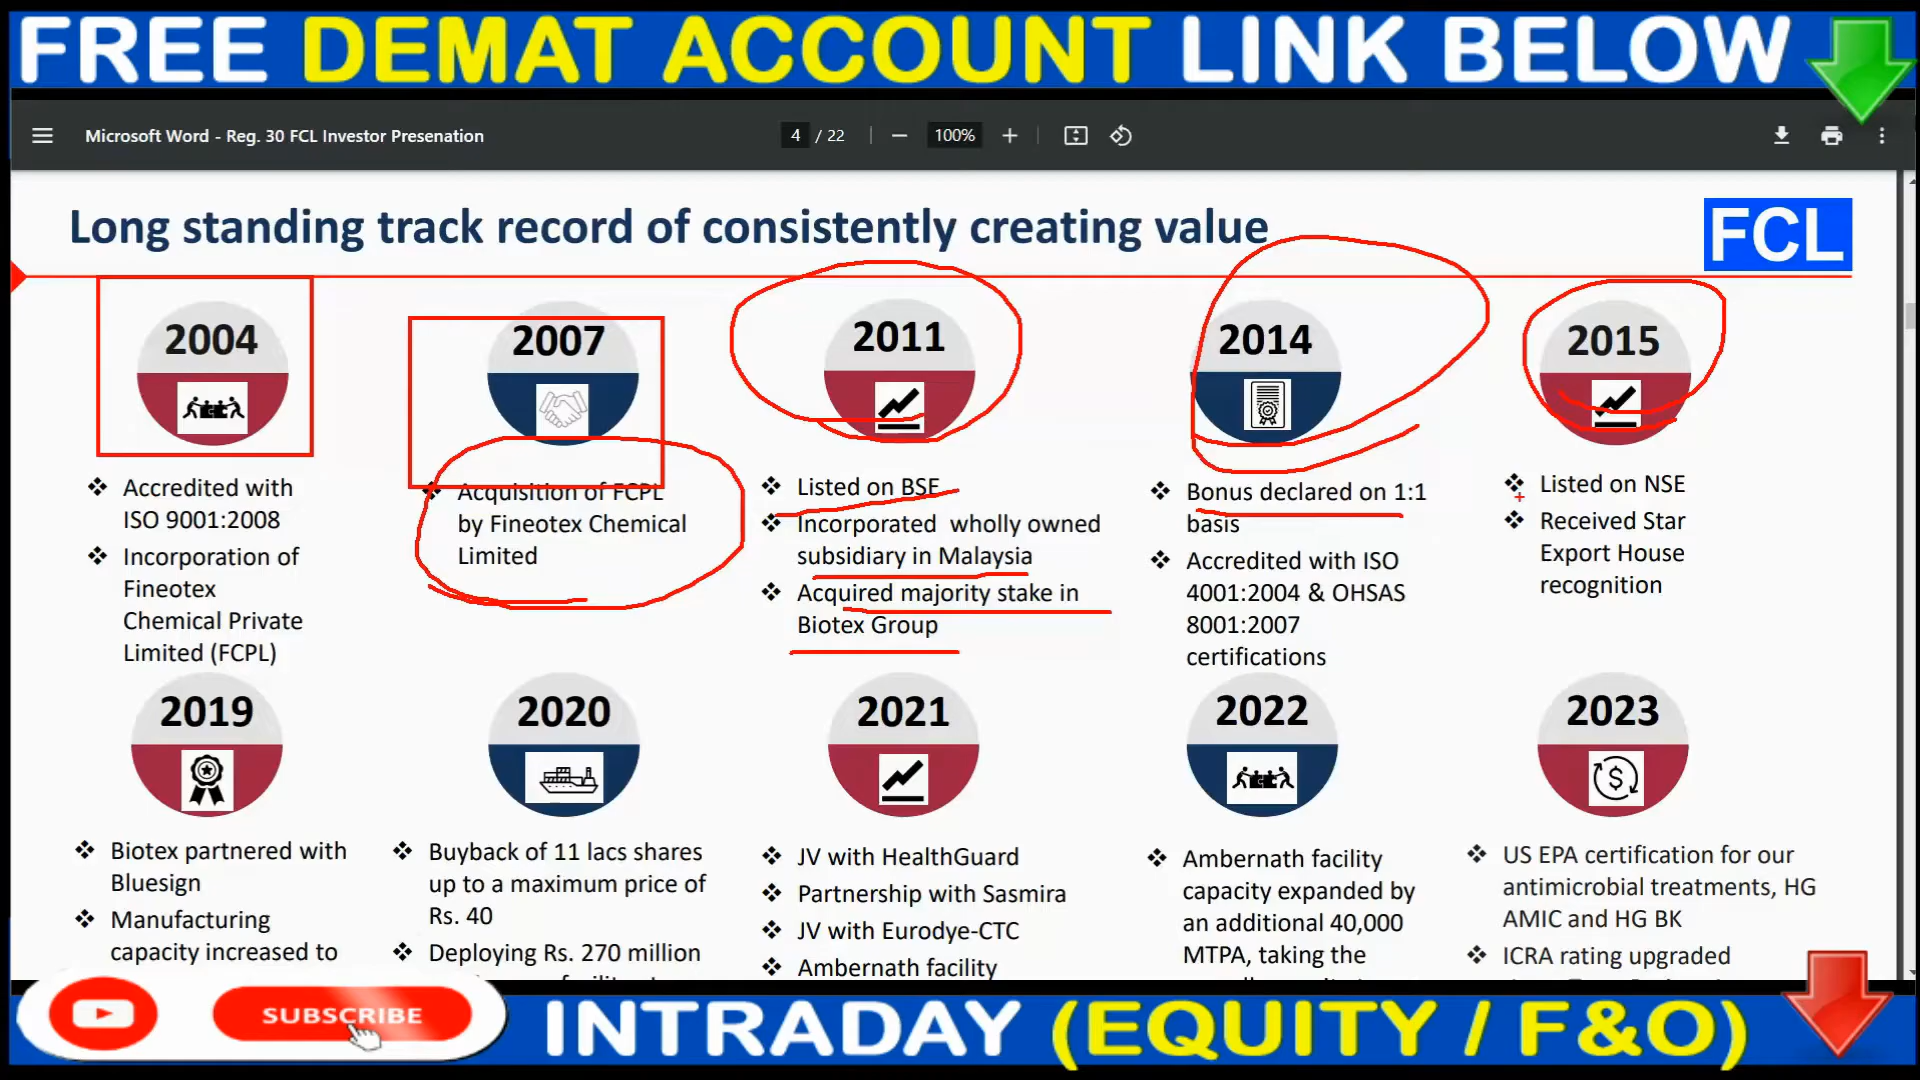 FREE DEMAT ACCOUNT LINK BELOW
Microsoft Word - Reg. 30 FCL Investor Presenation
4 / 22
100%
Long standing track record of consistently creating value
FCL
2004
Accredited with
ISO 9001:2008
Incorporation of
Fineotex
Chemical Private
Limited (FCPL)
2007
Acquisition of FCPL
by Fineotex Chemical
Limited
2011
Listed on BSE
Incorporated wholly owned
subsidiary in Malaysia
Acquired majority stake in
Biotex Group
2014
Bonus declared on 1:1
basis
Accredited with ISO
4001:2004 & OHSAS
8001:2007
certifications
2015
Listed on NSE
Received Star
Export House
recognition
2019
Biotex partnered with
Bluesign
Manufacturing
capacity increased to
2020
Buyback of 11 lacs shares
up to a maximum price of
Rs. 40
Deploying Rs. 270 million
2021
JV with HealthGuard
Partnership with Sasmira
JV with Eurodye-CTC
Ambernath facility
2022
Ambernath facility
capacity expanded by
an additional 40,000
MTPA, taking the
2023
US EPA certification for our
antimicrobial treatments, HG
AMIC and HG BK
ICRA rating upgraded
SUBSCRIBE
INTRADAY (EQUITY / F&O)